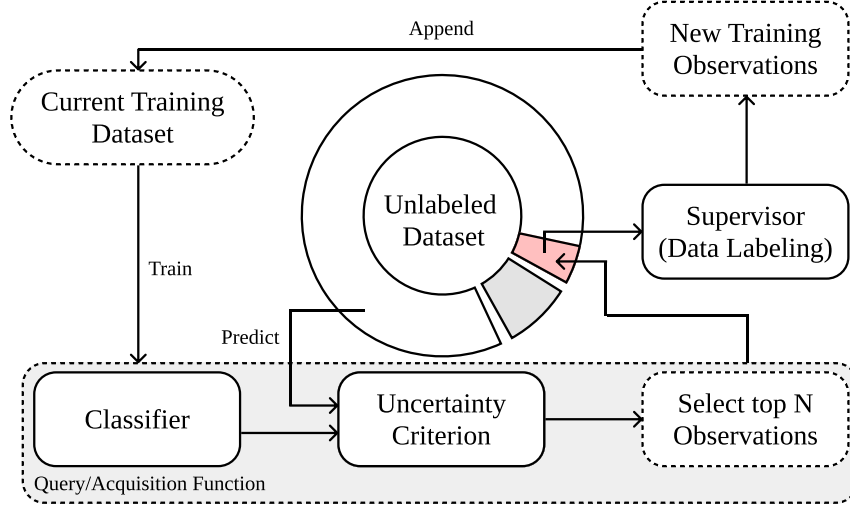 Append
New Training
Observations
Current Training
Dataset
Unlabeled
Dataset
Supervisor
(Data Labeling)
Train
Predict
Classifier
Uncertainty
Criterion
Select top N
Observations
Query/Acquisition Function